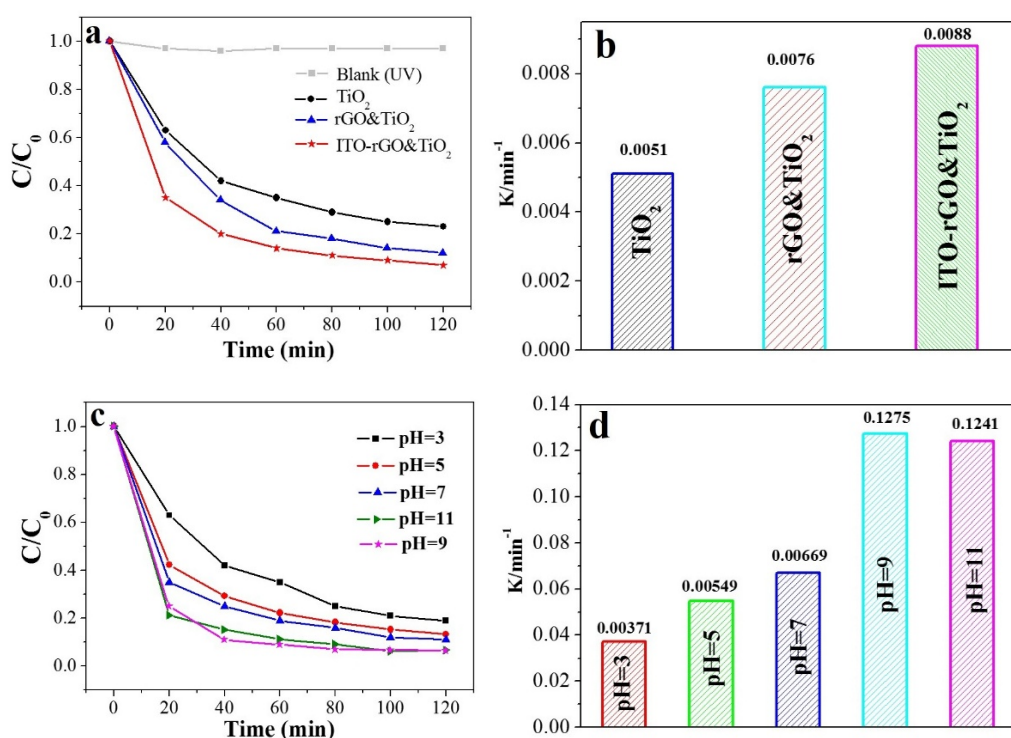 a
1.0
0.8
0.6
0.4
0.2
0.0
C/C₀
Blank (UV)
TiO₂
rGO&TiO₂
ITO-rGO&TiO₂
0 20 40 60 80 100 120
Time (min)
b
0.008
0.006
0.004
0.002
0.000
K/min⁻¹
0.0051
0.0076
0.0088
TiO₂
rGO&TiO₂
ITO-rGO&TiO₂
c
1.0
0.8
0.6
0.4
0.2
0.0
C/C₀
pH=3
pH=5
pH=7
pH=11
pH=9
0 20 40 60 80 100 120
Time (min)
d
0.14
0.12
0.10
0.08
0.06
0.04
0.02
0.00
K/min⁻¹
0.00371
0.00549
0.00669
0.1275
0.1241
pH=3
pH=5
pH=7
pH=9
pH=11